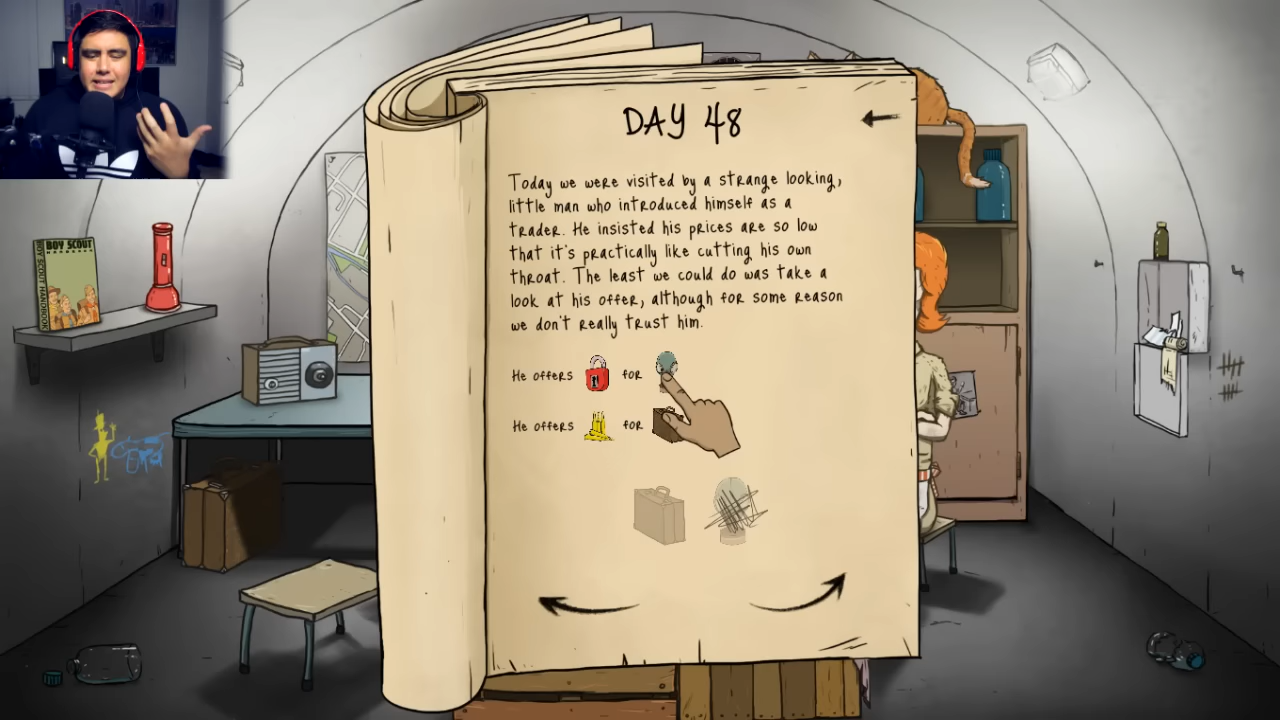 DAY 48
Today we were visited by a strange looking,
little man who introduced himself as a
trader. He insisted his prices are so low
that it's practically like cutting his own
throat. The least we could do was take a
look at his offer, although for some reason
we don't really trust him.
He offers for
He offers for
BOY SCOUT
BOY SCOUT HANDBOOK